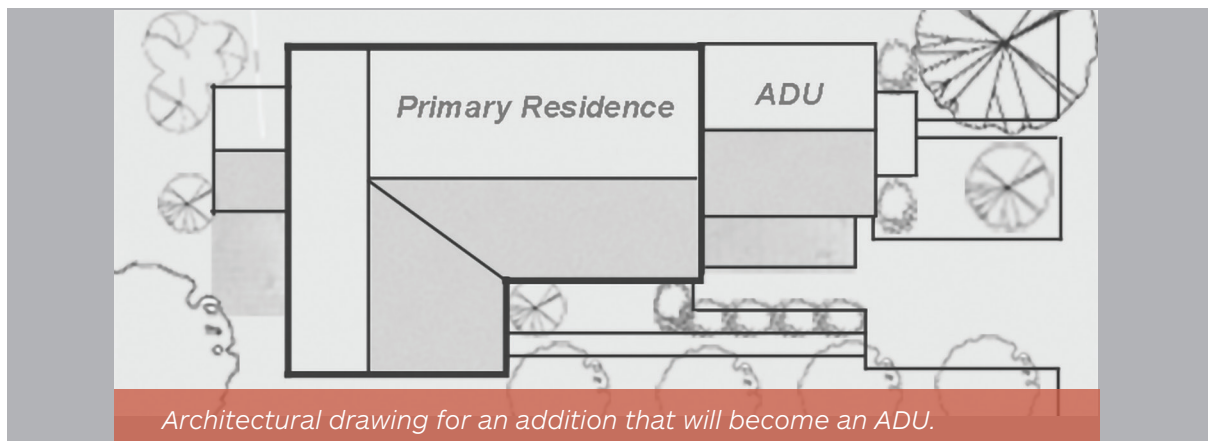 Primary Residence
ADU
Architectural drawing for an addition that will become an ADU.